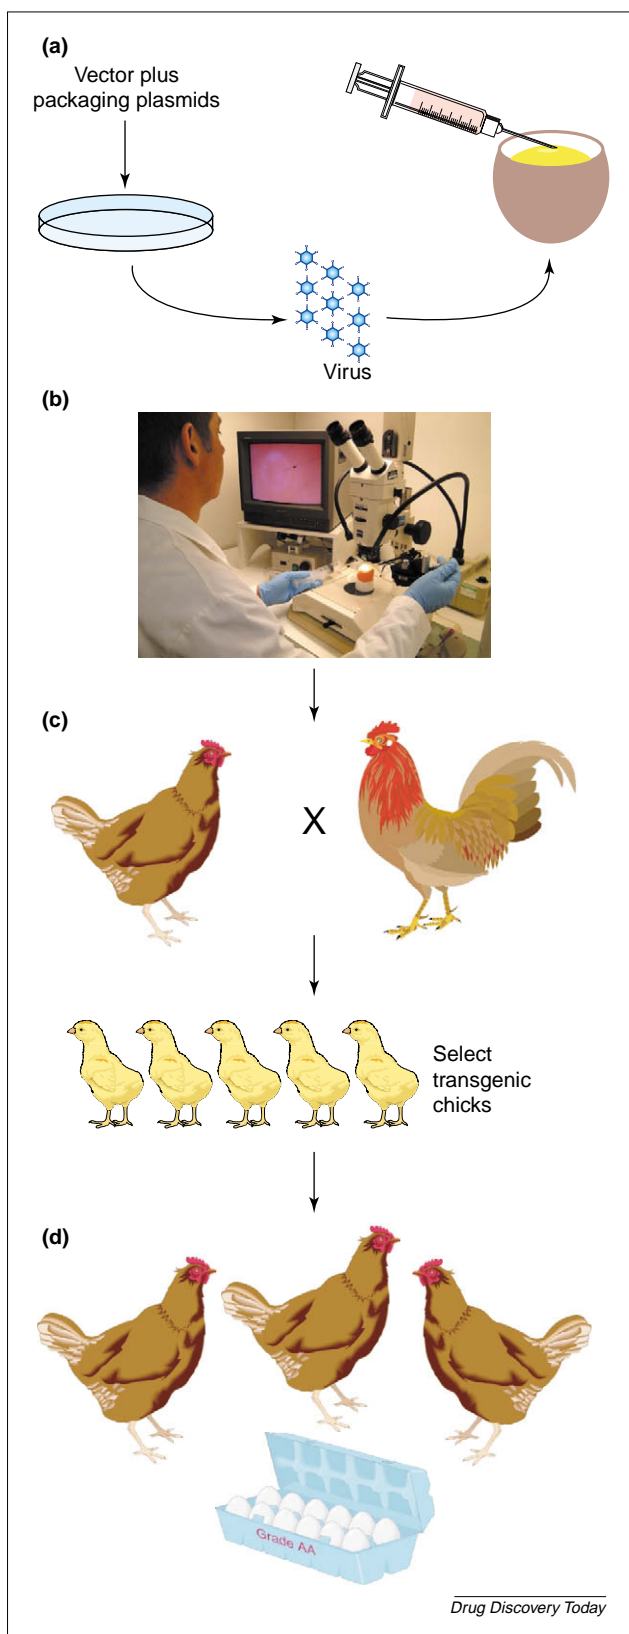 (a)
Vector plus
packaging plasmids
Virus
(b)
(c)
X
Select
transgenic
chicks
(d)
Grade AA
Drug Discovery Today